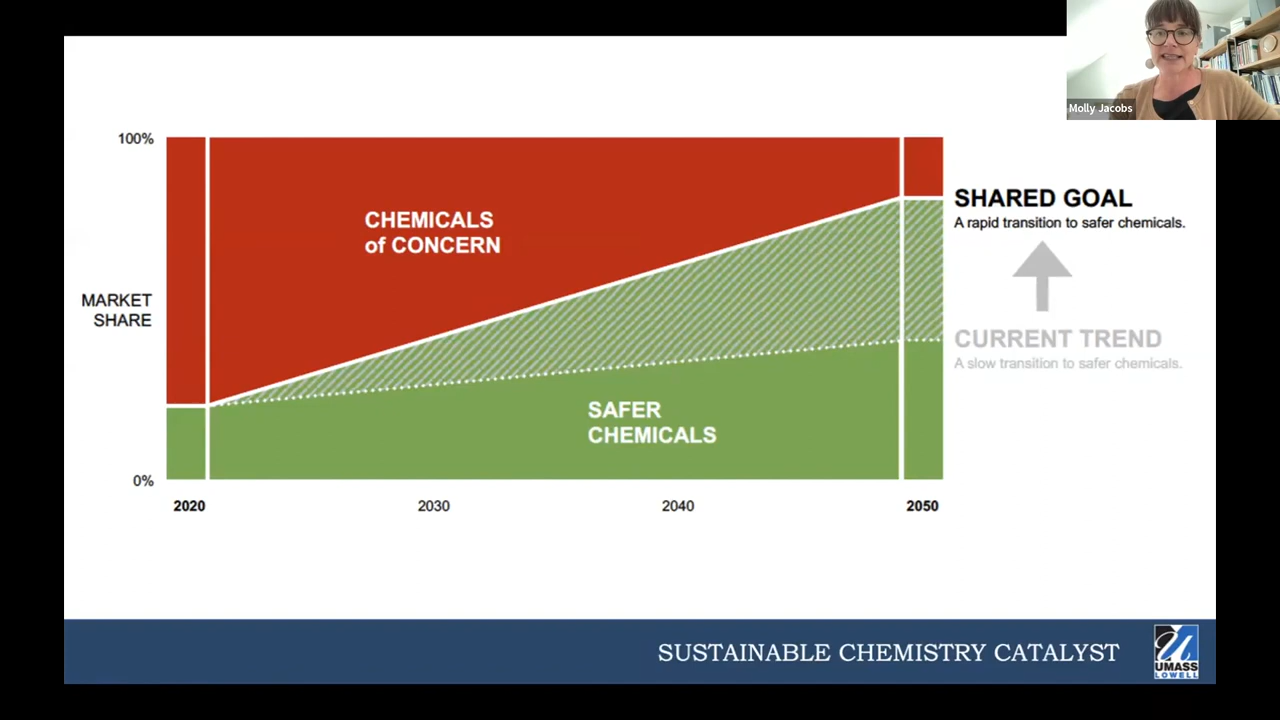 Molly Jacobs
100%
CHEMICALS
of CONCERN
SHARED GOAL
A rapid transition to safer chemicals.
MARKET
SHARE
CURRENT TREND
A slow transition to safer chemicals.
SAFER
CHEMICALS
0%
2020
2030
2040
2050
SUSTAINABLE CHEMISTRY CATALYST
UMASS
LOWELL